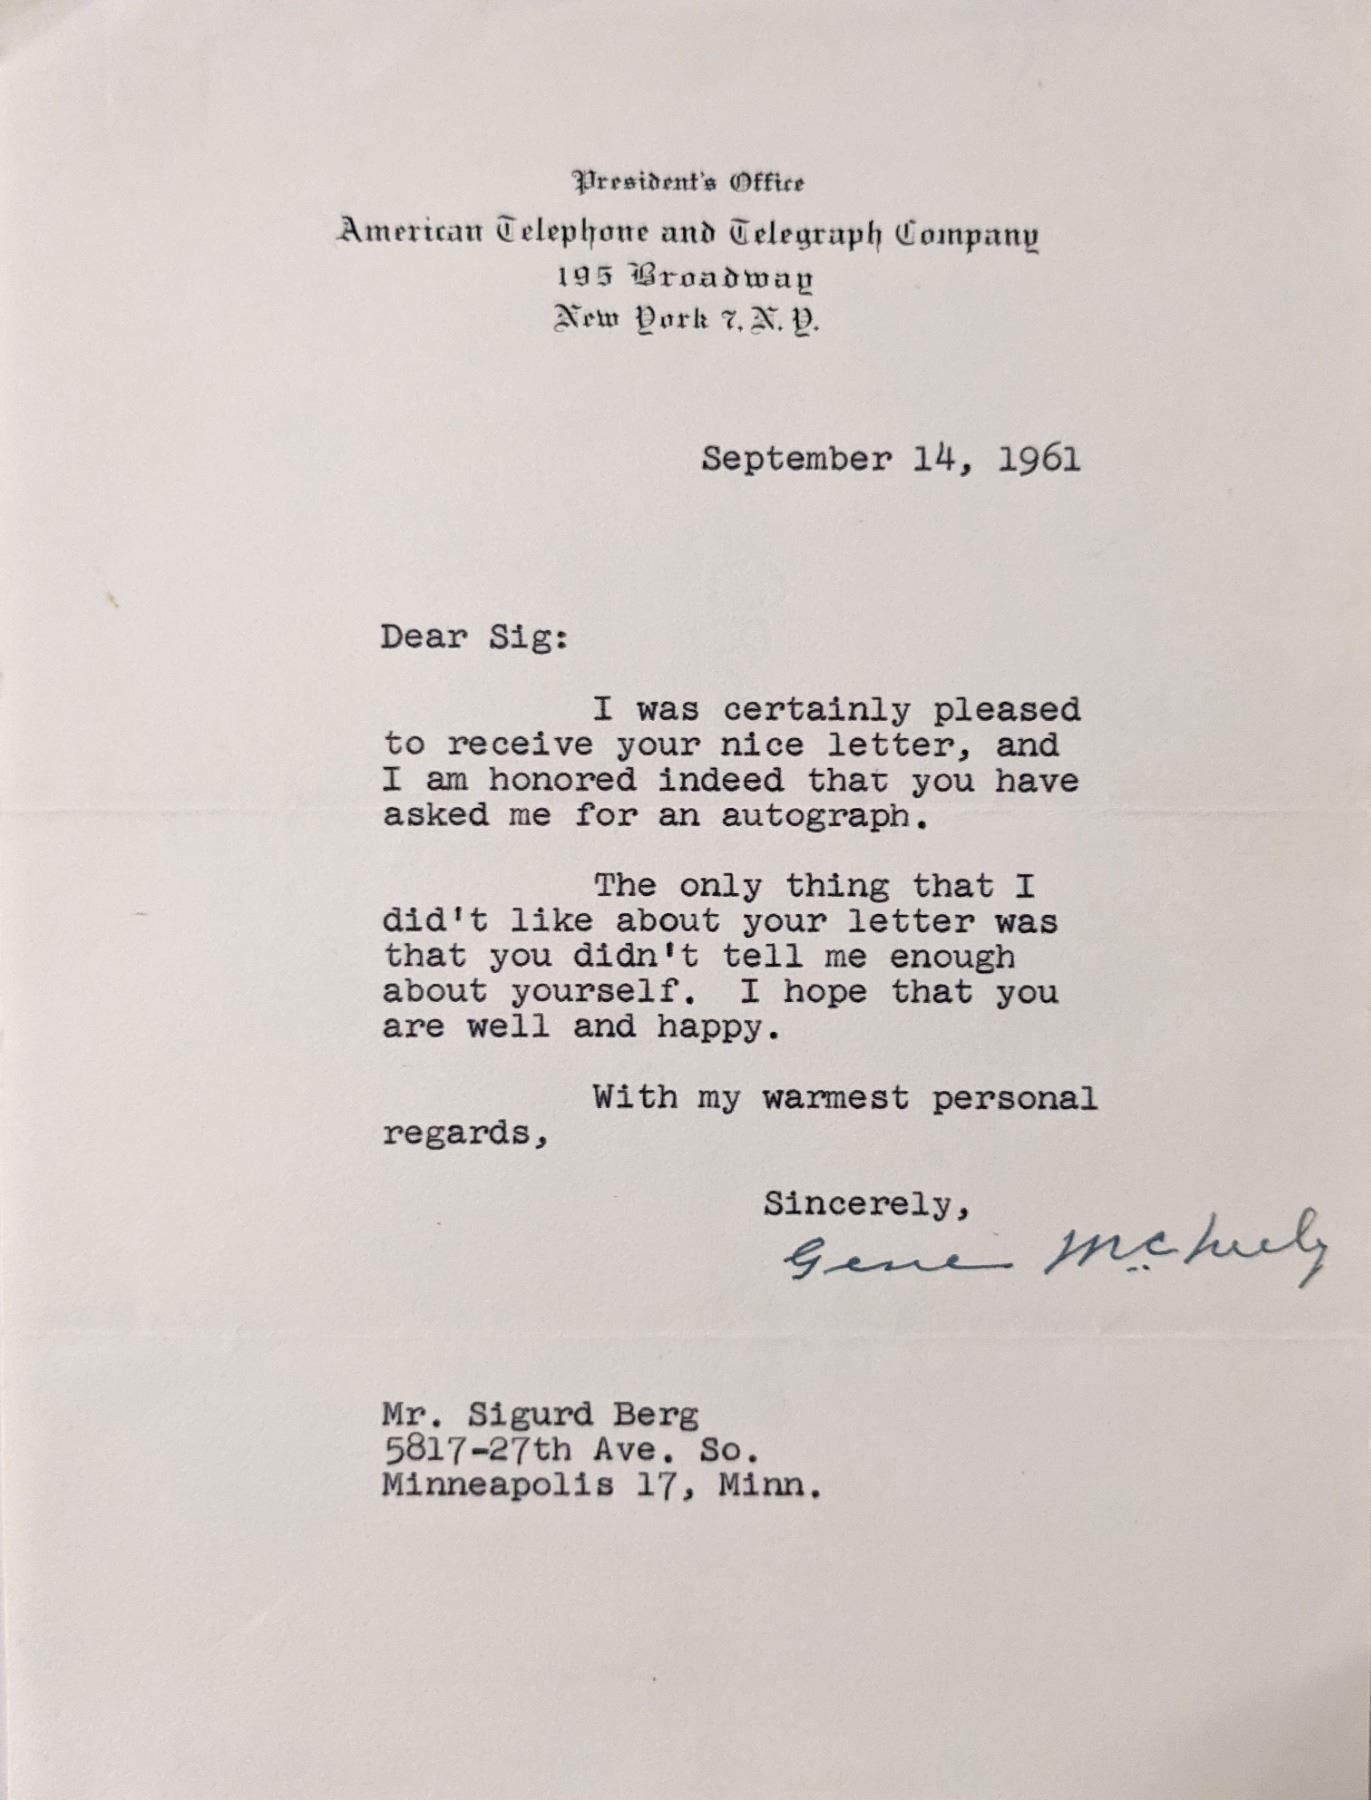 President's Office
American Telephone and Telegraph Company
195 Broadway
New York 7, N. Y.
September 14, 1961
Dear Sig:
I was certainly pleased
to receive your nice letter, and
I am honored indeed that you have
asked me for an autograph.
The only thing that I
did't like about your letter was
that you didn't tell me enough
about yourself. I hope that you
are well and happy.
With my warmest personal
regards,
Sincerely,
Gene McNeely
Mr. Sigurd Berg
5817-27th Ave. So.
Minneapolis 17, Minn.